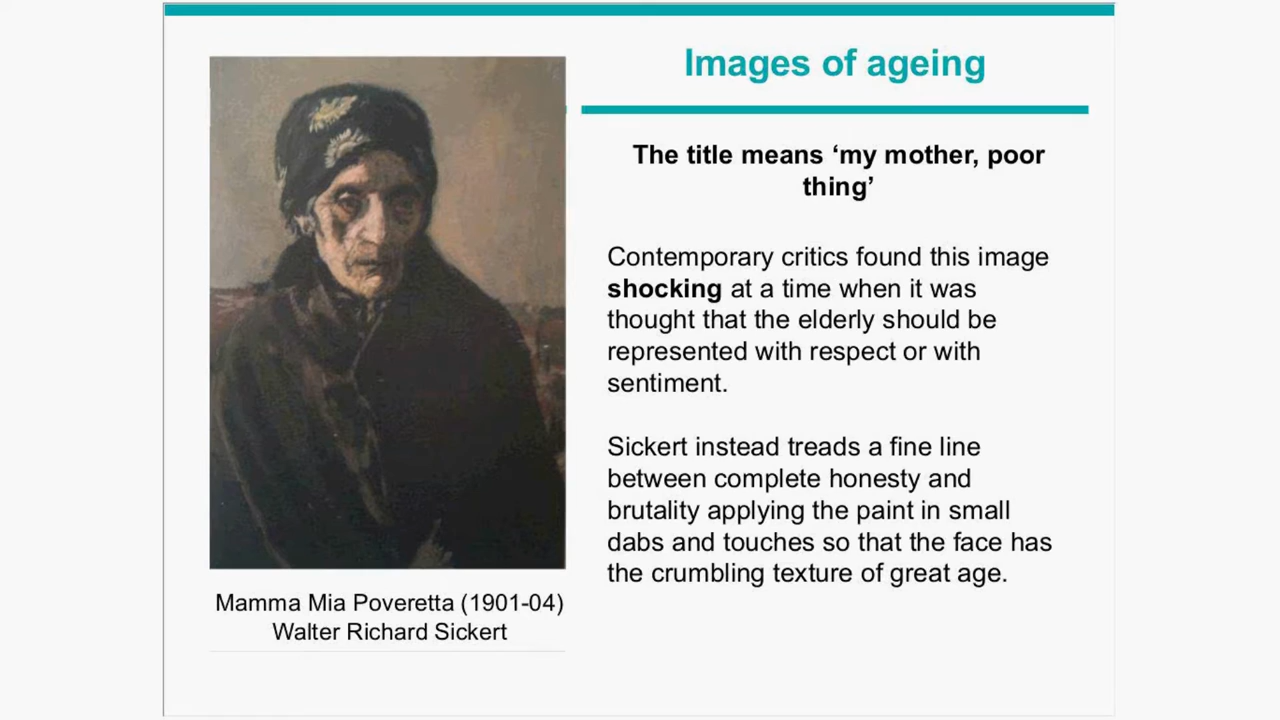 Images of ageing
The title means ‘my mother, poor
thing’
Contemporary critics found this image
shocking at a time when it was
thought that the elderly should be
represented with respect or with
sentiment.
Sickert instead treads a fine line
between complete honesty and
brutality applying the paint in small
dabs and touches so that the face has
the crumbling texture of great age.
Mamma Mia Poveretta (1901-04)
Walter Richard Sickert